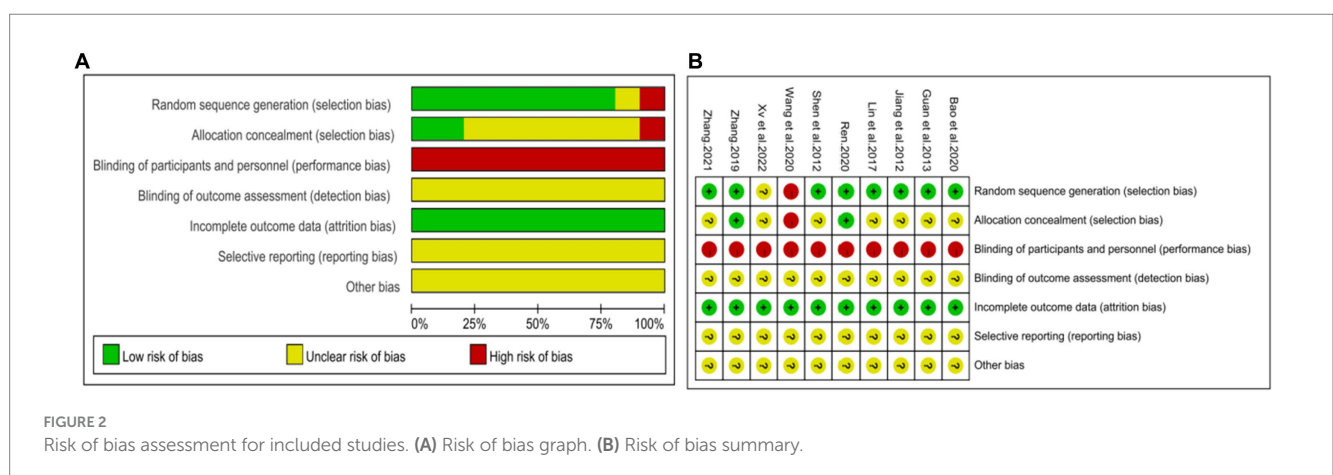 A
Random sequence generation (selection bias)
Allocation concealment (selection bias)
Blinding of participants and personnel (performance bias)
Blinding of outcome assessment (detection bias)
Incomplete outcome data (attrition bias)
Selective reporting (reporting bias)
Other bias
0% 25% 50% 75% 100%
Low risk of bias Unclear risk of bias High risk of bias
B
Zhang.2021
Zhang.2019
Xv et al.2022
Wang et al.2020
Shen et al.2012
Ren.2020
Lin et al.2017
Jiang et al.2012
Guan et al.2013
Bao et al.2020
+ + ? - + + + + + + Random sequence generation (selection bias)
? + ? - ? + ? ? ? ? Allocation concealment (selection bias)
- - - - - - - - - - Blinding of participants and personnel (performance bias)
? ? ? ? ? ? ? ? ? ? Blinding of outcome assessment (detection bias)
+ + + + + + + + + + Incomplete outcome data (attrition bias)
? ? ? ? ? ? ? ? ? ? Selective reporting (reporting bias)
? ? ? ? ? ? ? ? ? ? Other bias
FIGURE 2
Risk of bias assessment for included studies. (A) Risk of bias graph. (B) Risk of bias summary.